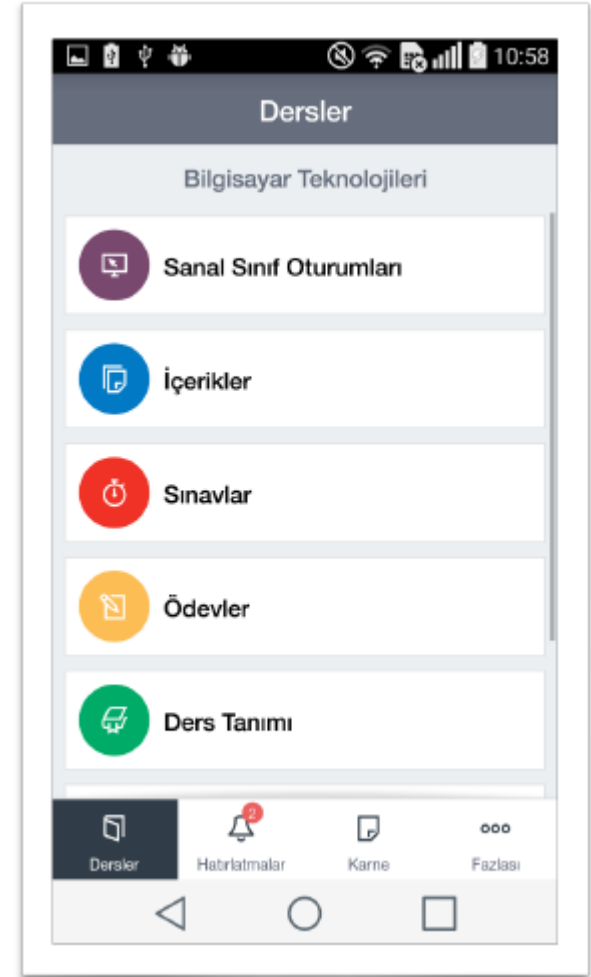 10:58
Dersler
Bilgisayar Teknolojileri
Sanal Sınıf Oturumları
İçerikler
Sınavlar
Ödevler
Ders Tanımı
2
Dersler Hatırlatmalar Karne Fazlası